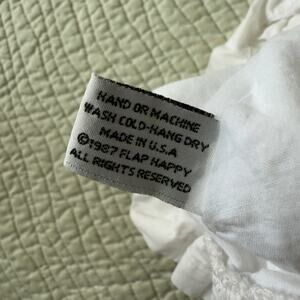 HAND OR MACHINE
WASH COLD-HANG DRY
MADE IN U.S.A
©1987 FLAP HAPPY
ALL RIGHTS RESERVED